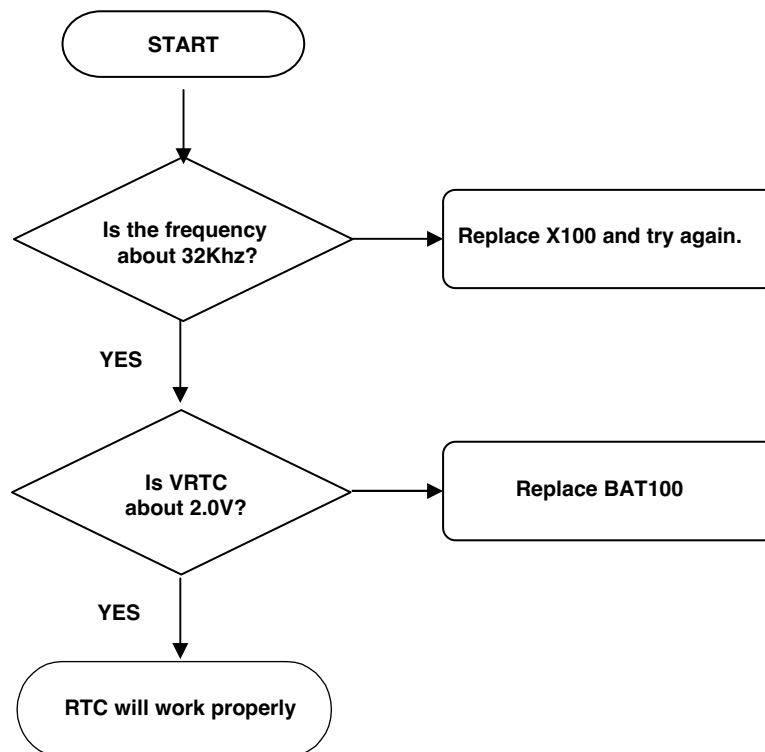 START
Is the frequency
about 32Khz?
Replace X100 and try again.
YES
Is VRTC
about 2.0V?
Replace BAT100
YES
RTC will work properly